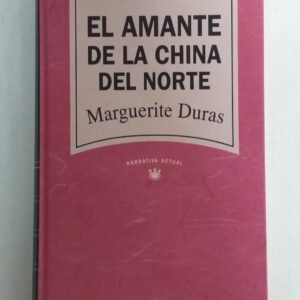 EL AMANTE
DE LA CHINA
DEL NORTE
Marguerite Duras
NARRATIVA ACTUAL